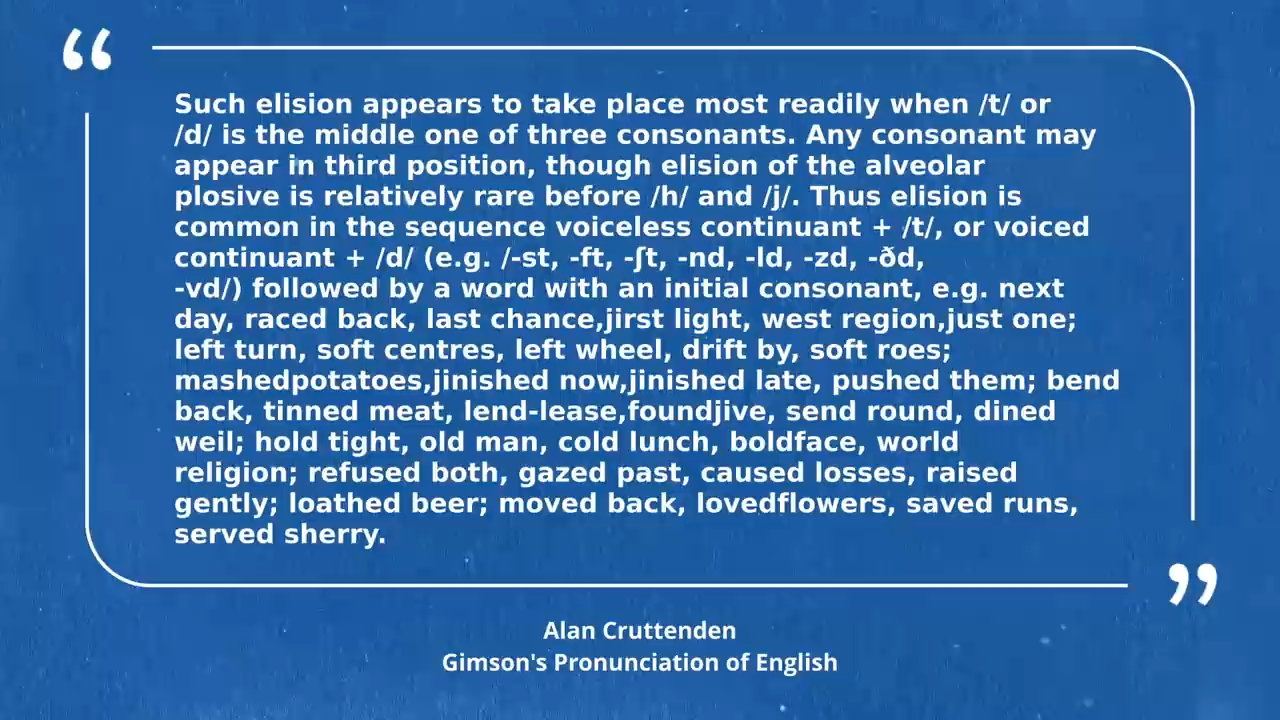 “
Such elision appears to take place most readily when /t/ or
/d/ is the middle one of three consonants. Any consonant may
appear in third position, though elision of the alveolar
plosive is relatively rare before /h/ and /j/. Thus elision is
common in the sequence voiceless continuant + /t/, or voiced
continuant + /d/ (e.g. /-st, -ft, -ʃt, -nd, -ld, -zd, -ðd,
-vd/) followed by a word with an initial consonant, e.g. next
day, raced back, last chance,jirst light, west region,just one;
left turn, soft centres, left wheel, drift by, soft roes;
mashedpotatoes,jinished now,jinished late, pushed them; bend
back, tinned meat, lend-lease,foundjive, send round, dined
weil; hold tight, old man, cold lunch, boldface, world
religion; refused both, gazed past, caused losses, raised
gently; loathed beer; moved back, lovedflowers, saved runs,
served sherry.
”
Alan Cruttenden
Gimson's Pronunciation of English